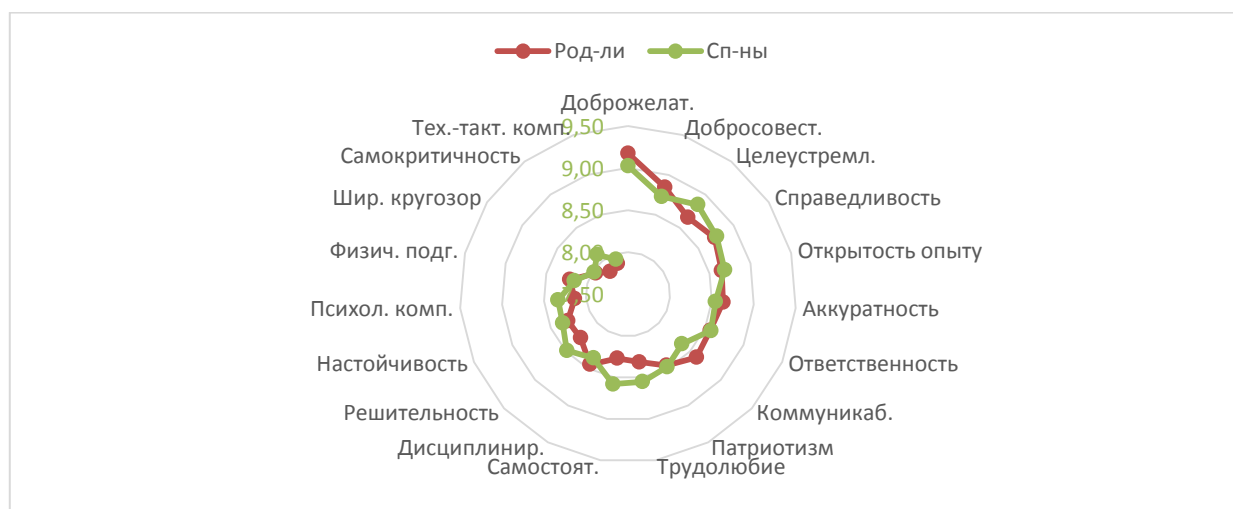 Род-ли Сп-ны
Доброжелат.
Добросовест.
Целеустремл.
Справедливость
Открытость опыту
Аккуратность
Ответственность
Коммуникаб.
Патриотизм
Трудолюбие
Самостоят.
Дисциплинир.
Решительность
Настойчивость
Психол. комп.
Физич. подг.
Шир. кругозор
Самокритичность
Тех.-такт. комп.
9,50
9,00
8,50
8,00